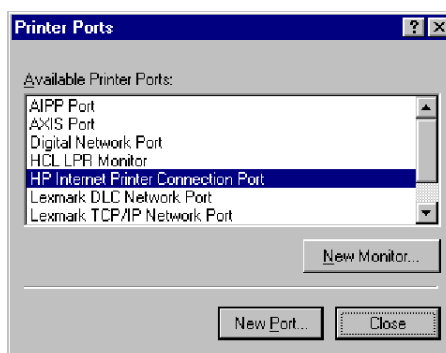 Printer Ports
Available Printer Ports:
AIPP Port
AXIS Port
Digital Network Port
HCL LPR Monitor
HP Internet Printer Connection Port
Lexmark DLC Network Port
Lexmark TCP/IP Network Port
New Monitor...
New Port...
Close